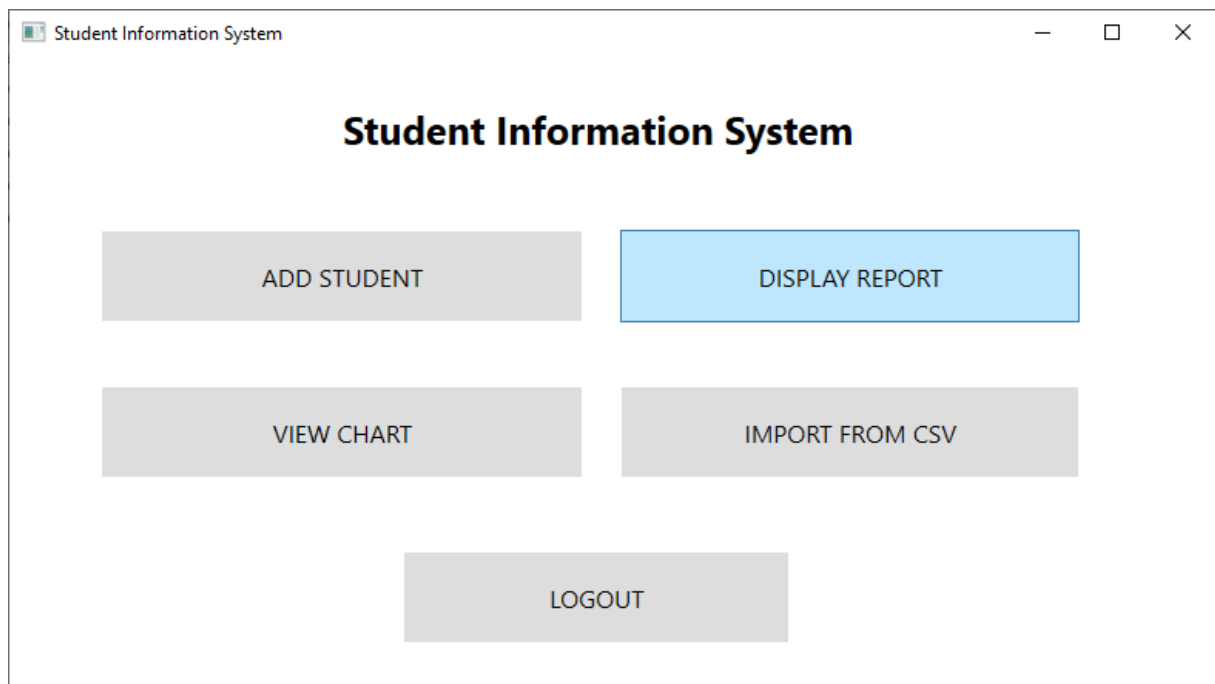 Student Information System
Student Information System
ADD STUDENT DISPLAY REPORT
VIEW CHART IMPORT FROM CSV
LOGOUT